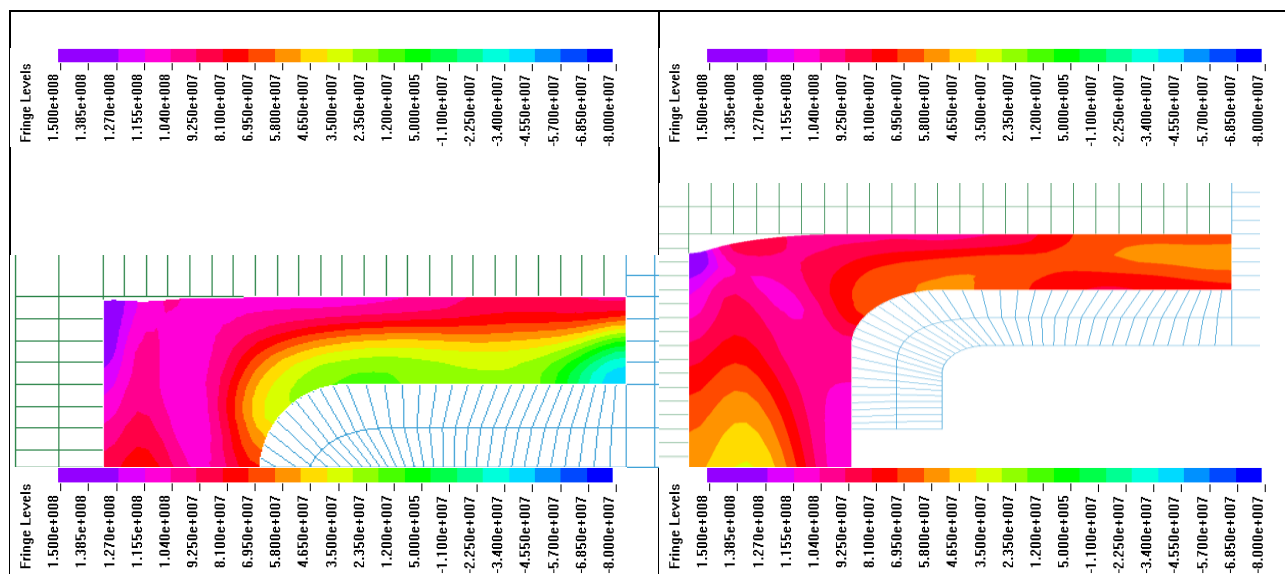 Fringe Levels
1.500e+008
1.385e+008
1.270e+008
1.155e+008
1.040e+008
9.250e+007
8.100e+007
6.950e+007
5.800e+007
4.650e+007
3.500e+007
2.350e+007
1.200e+007
5.000e+005
-1.100e+007
-2.250e+007
-3.400e+007
-4.550e+007
-5.700e+007
-6.850e+007
-8.000e+007
Fringe Levels
1.500e+008
1.385e+008
1.270e+008
1.155e+008
1.040e+008
9.250e+007
8.100e+007
6.950e+007
5.800e+007
4.650e+007
3.500e+007
2.350e+007
1.200e+007
5.000e+005
-1.100e+007
-2.250e+007
-3.400e+007
-4.550e+007
-5.700e+007
-6.850e+007
-8.000e+007
Fringe Levels
1.500e+008
1.385e+008
1.270e+008
1.155e+008
1.040e+008
9.250e+007
8.100e+007
6.950e+007
5.800e+007
4.650e+007
3.500e+007
2.350e+007
1.200e+007
5.000e+005
-1.100e+007
-2.250e+007
-3.400e+007
-4.550e+007
-5.700e+007
-6.850e+007
-8.000e+007
Fringe Levels
1.500e+008
1.385e+008
1.270e+008
1.155e+008
1.040e+008
9.250e+007
8.100e+007
6.950e+007
5.800e+007
4.650e+007
3.500e+007
2.350e+007
1.200e+007
5.000e+005
-1.100e+007
-2.250e+007
-3.400e+007
-4.550e+007
-5.700e+007
-6.850e+007
-8.000e+007